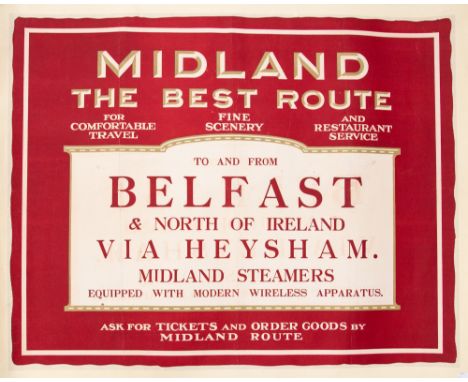 MIDLAND
THE BEST ROUTE
FOR
COMFORTABLE
TRAVEL
FINE
SCENERY
AND
RESTAURANT
SERVICE
TO AND FROM
BELFAST
& NORTH OF IRELAND
VIA HEYSHAM.
MIDLAND STEAMERS
EQUIPPED WITH MODERN WIRELESS APPARATUS.
ASK FOR TICKETS AND ORDER GOODS BY
MIDLAND ROUTE